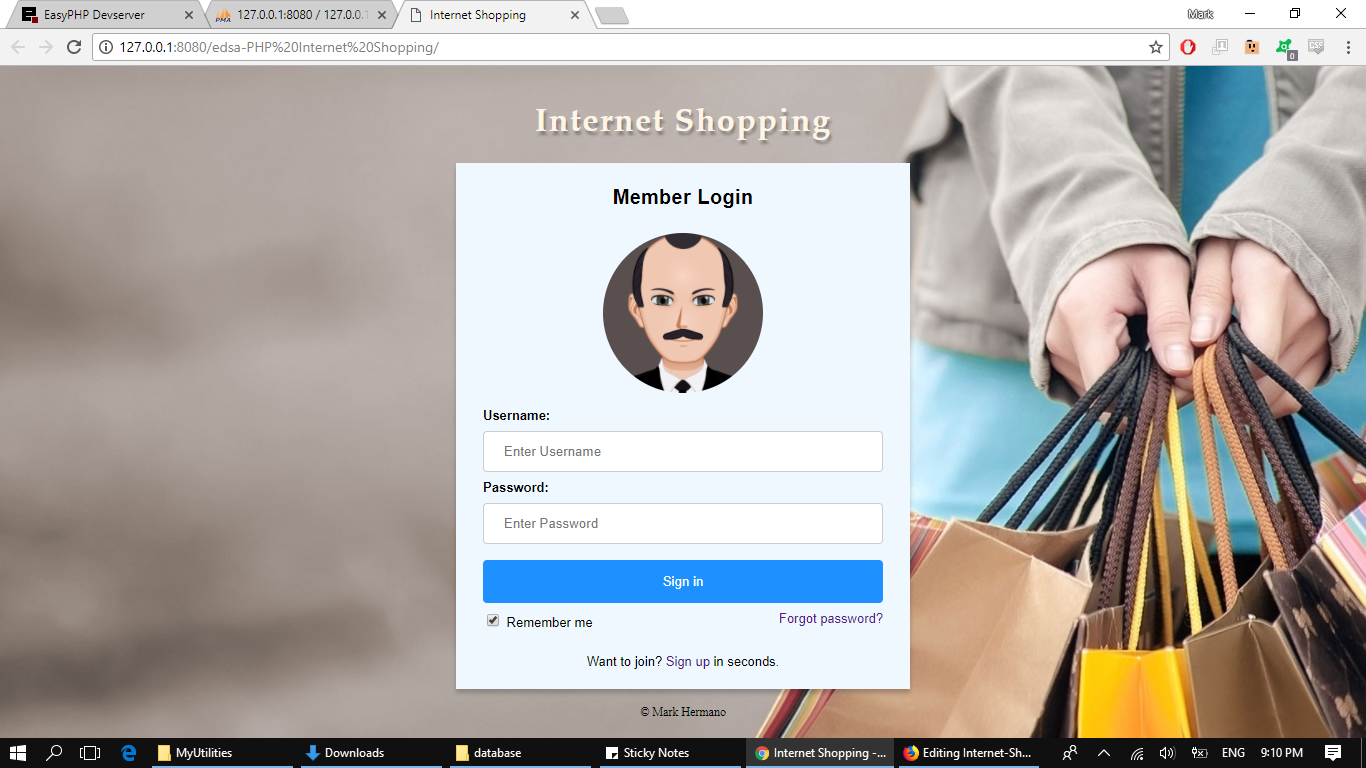 EasyPHP Devserver
127.0.0.1:8080 / 127.0.0.1
Internet Shopping
Mark
127.0.0.1:8080/edsa-PHP%20Internet%20Shopping/
0
Internet Shopping
Member Login
Username:
Enter Username
Password:
Enter Password
Sign in
Remember me
Forgot password?
Want to join? Sign up in seconds.
© Mark Hermano
MyUtilities
Downloads
database
Sticky Notes
Internet Shopping -...
Editing Internet-Sh...
ENG
9:10 PM